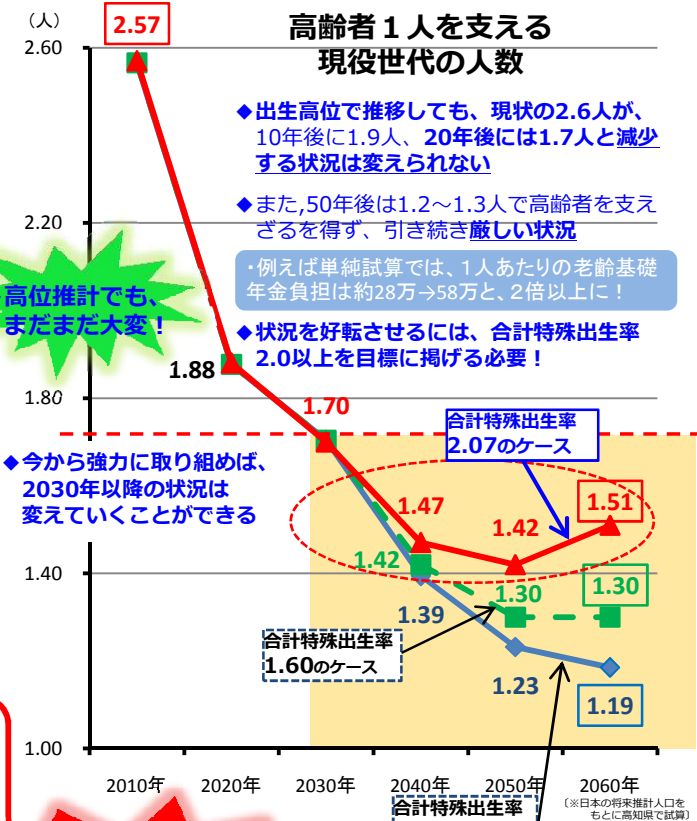 高齢者１人を支える
現役世代の人数
（人）
2.57
2.60
2.20
1.80
1.40
1.00
◆出生高位で推移しても、現状の2.6人が、
10年後に1.9人、20年後には1.7人と減少
する状況は変えられない
◆また,50年後は1.2～1.3人で高齢者を支え
ざるを得ず、引き続き厳しい状況
・例えば単純試算では、１人あたりの老齢基礎
年金負担は約28万→58万と、２倍以上に！
◆状況を好転させるには、合計特殊出生率
2.0以上を目標に掲げる必要！
高位推計でも、
まだまだ大変！
1.88
1.70
合計特殊出生率
2.07のケース
◆今から強力に取り組めば、
2030年以降の状況は
変えていくことができる
1.47
1.42
1.51
1.42
1.30
1.30
1.39
1.23
1.19
合計特殊出生率
1.60のケース
2010年
2020年
2030年
2040年
2050年
2060年
合計特殊出生率
〔※日本の将来推計人口を
もとに高知県で試算〕